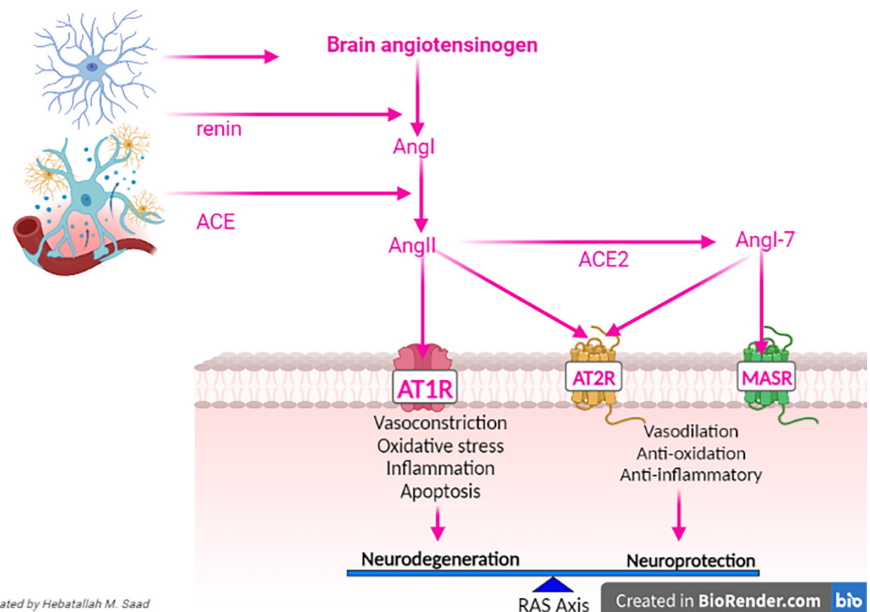 Brain angiotensinogen
renin
AngI
ACE
AngII
ACE2
AngI-7
AT1R
AT2R
MASR
Vasoconstriction
Oxidative stress
Inflammation
Apoptosis
Vasodilation
Anti-oxidation
Anti-inflammatory
Neurodegeneration
Neuroprotection
RAS Axis
ated by Hebatallah M. Saad
Created in BioRender.com bio